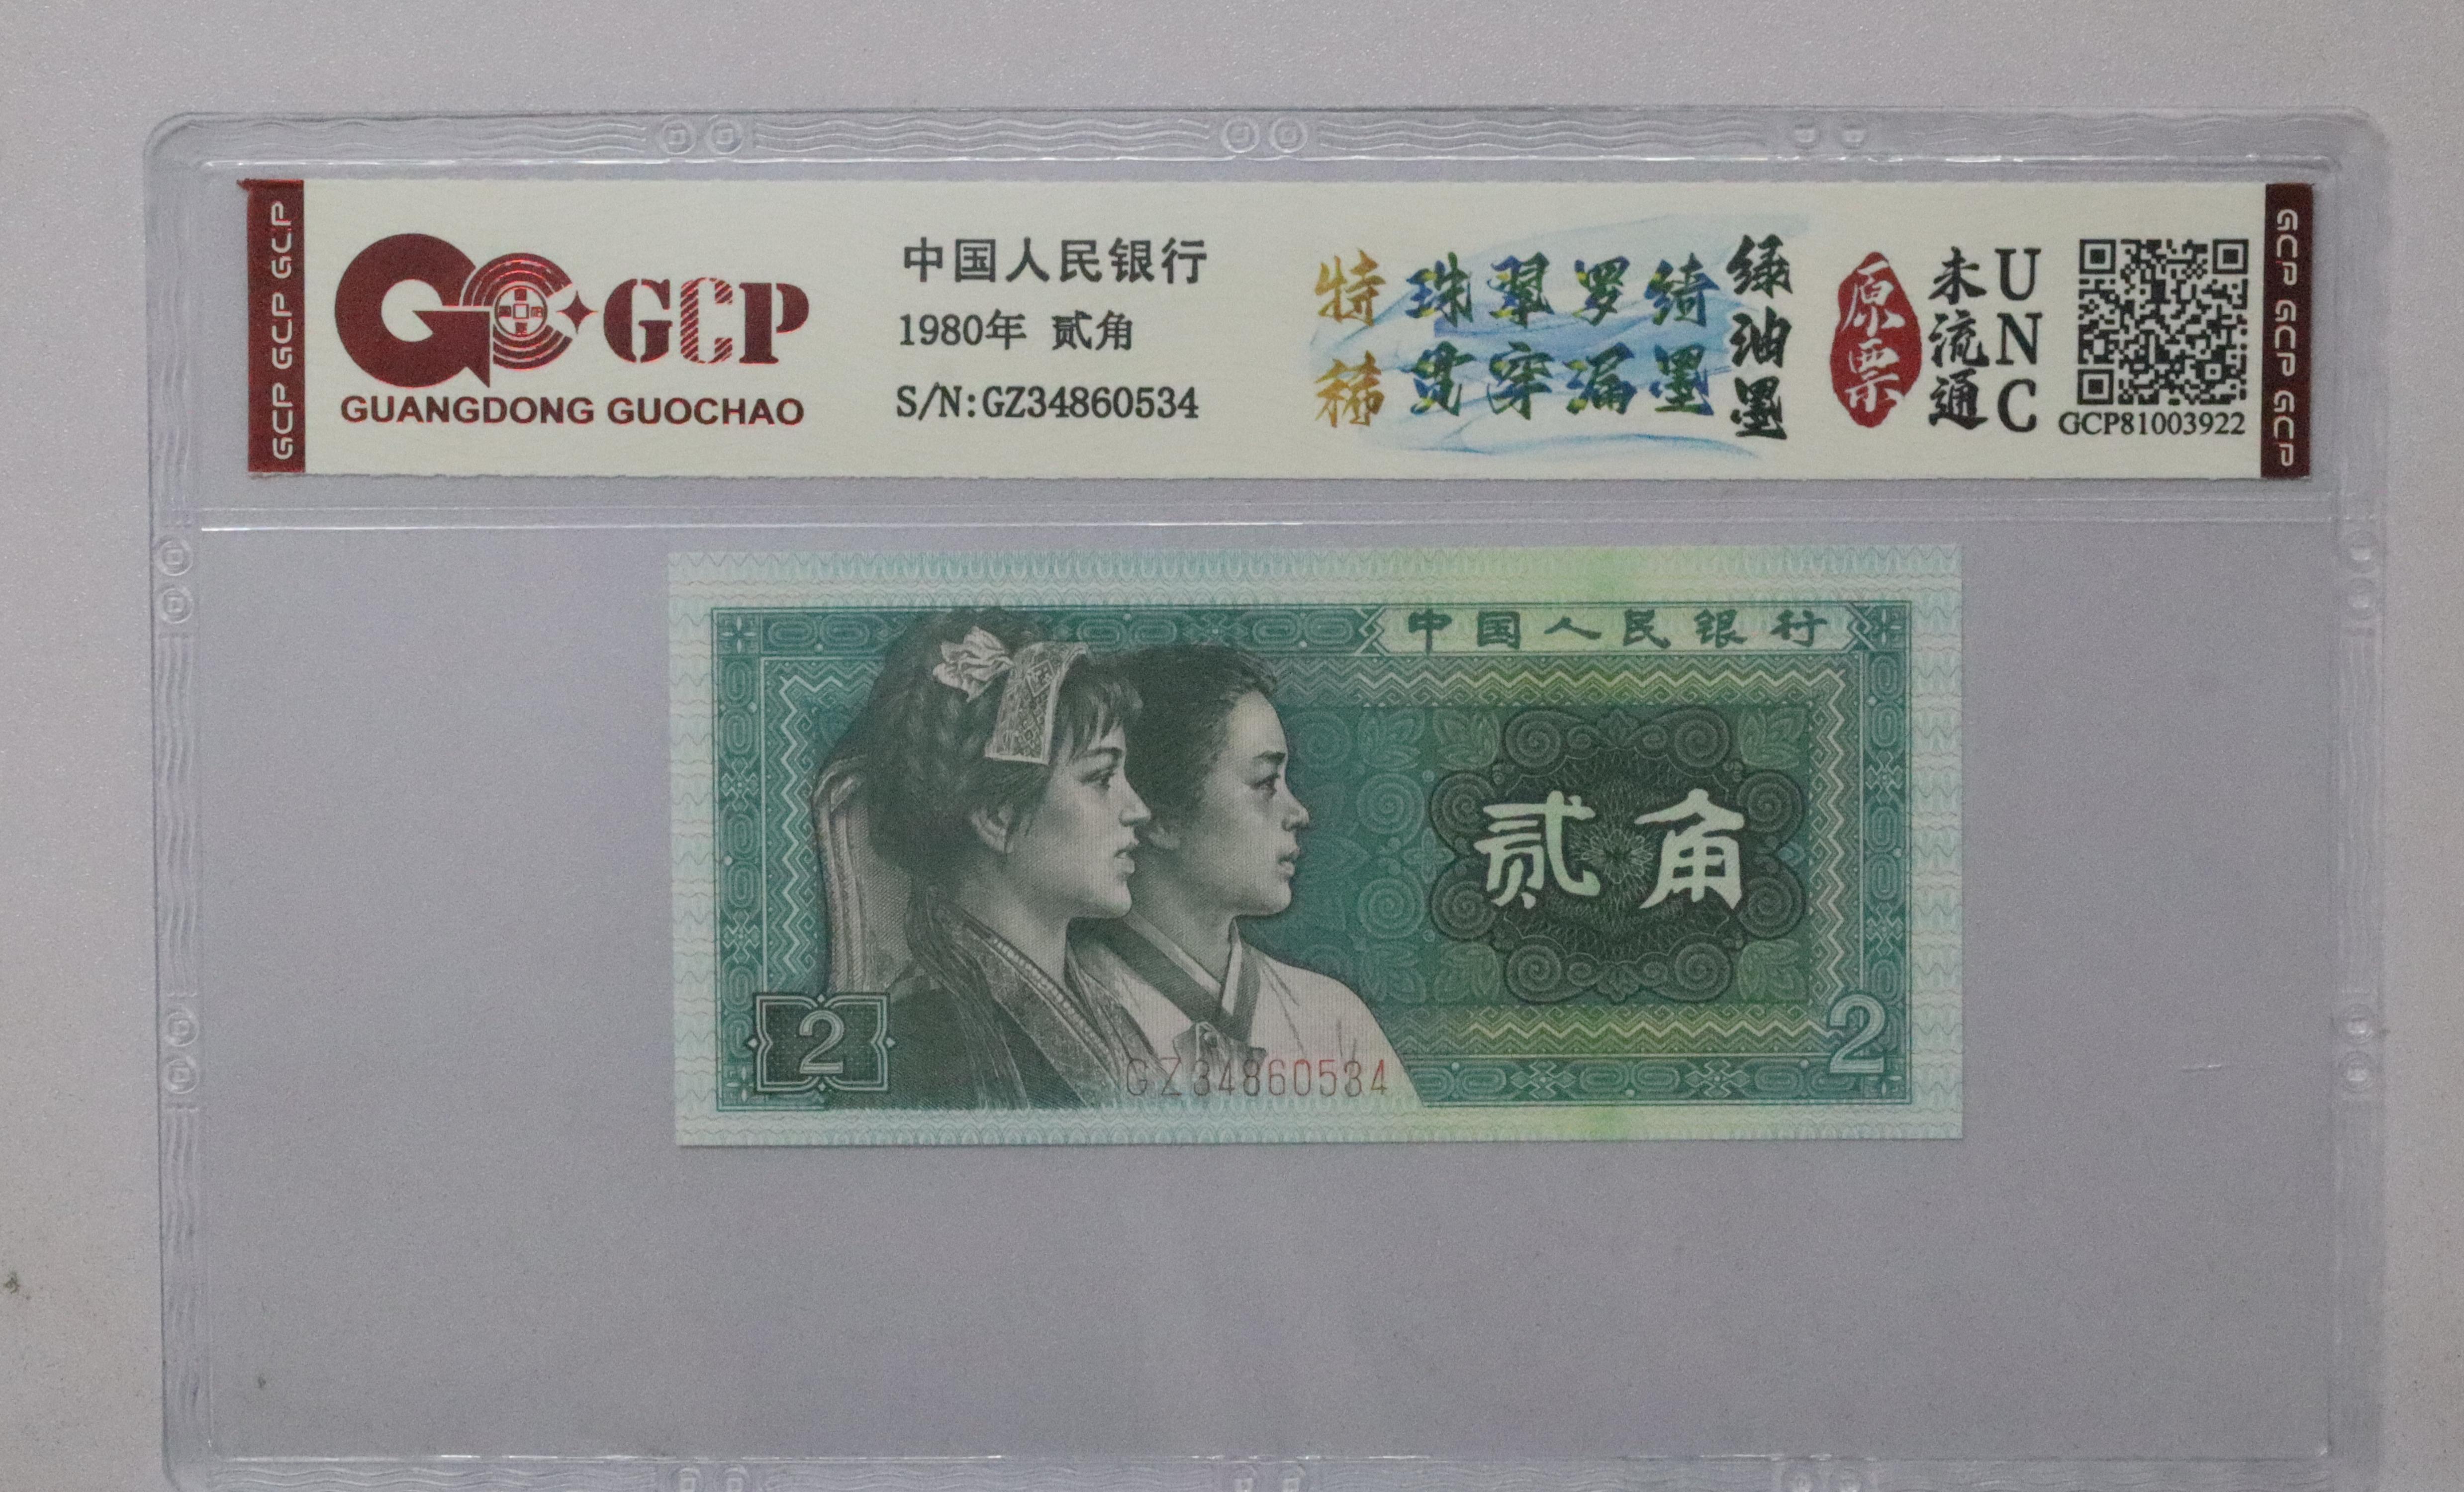 GCP GCP GCP
GCP
GUANGDONG GUOCHAO
中国人民银行
1980年 贰角
S/N:GZ34860534
特稀
珠翠罗绮
贯穿漏墨
绿油墨
原票
未流通
UNC
GCP81003922
GCP GCP GCP
中国人民银行
贰角
2
GZ34860534
2